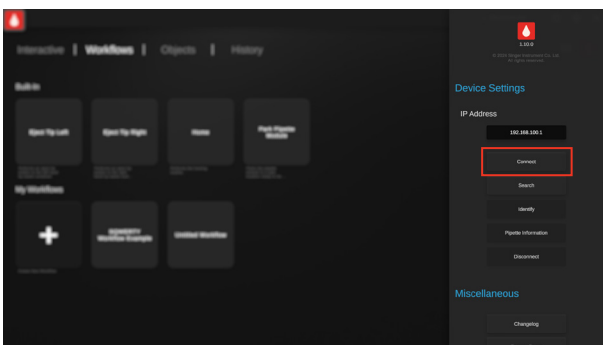 Interactive | Workflows | Objects | History
Built-In
Eject Tip Left
Eject Tip Right
Home
Park Pipette
Module
My Workflows
QQWERTY
Workflow Example
Untitled Workflow
1.10.0
Device Settings
IP Address
192.168.100.1
Connect
Search
Identify
Pipette Information
Disconnect
Miscellaneous
Changelog